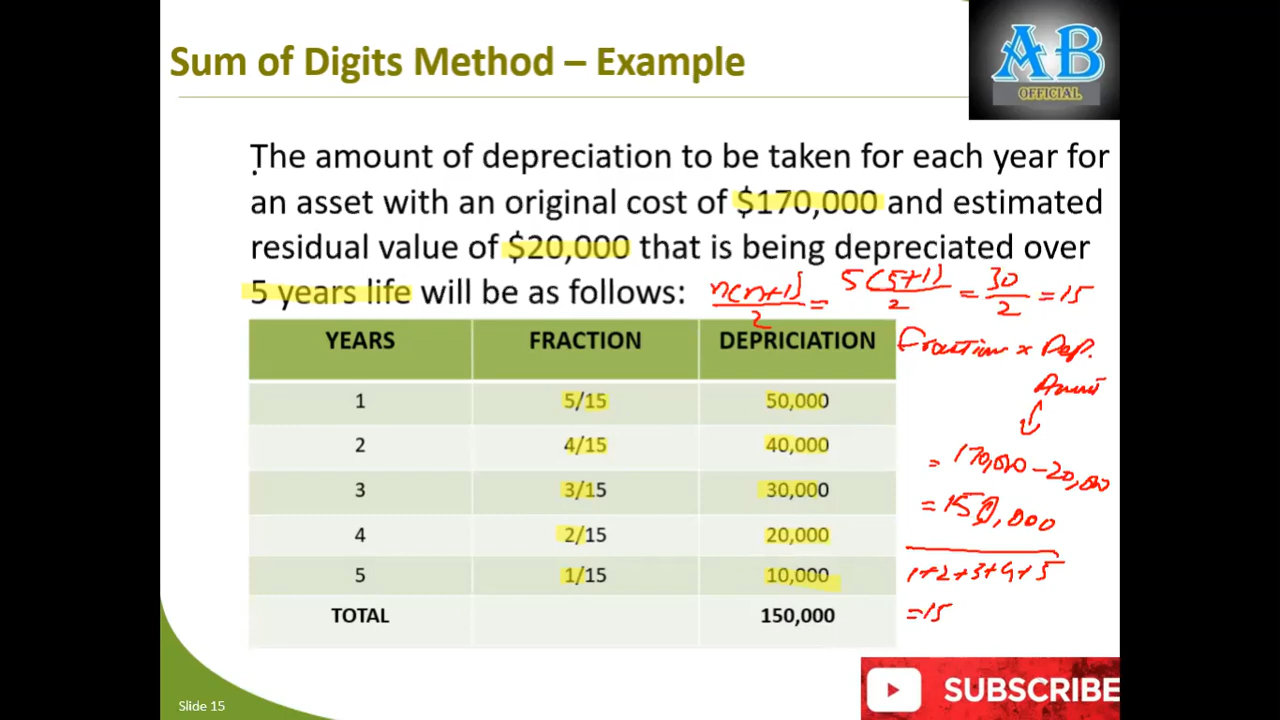 Sum of Digits Method – Example
AB
OFFICIAL
The amount of depreciation to be taken for each year for
an asset with an original cost of $170,000 and estimated
residual value of $20,000 that is being depreciated over
5 years life will be as follows:
n(n+1)/2 = 5(5+1)/2 = 30/2 = 15
YEARS FRACTION DEPRICIATION
1 5/15 50,000
2 4/15 40,000
3 3/15 30,000
4 2/15 20,000
5 1/15 10,000
TOTAL 150,000
Fraction × Dep.
Amnt
= 170,000 - 20,000
= 150,000
1+2+3+4+5
=15
SUBSCRIBE
Slide 15